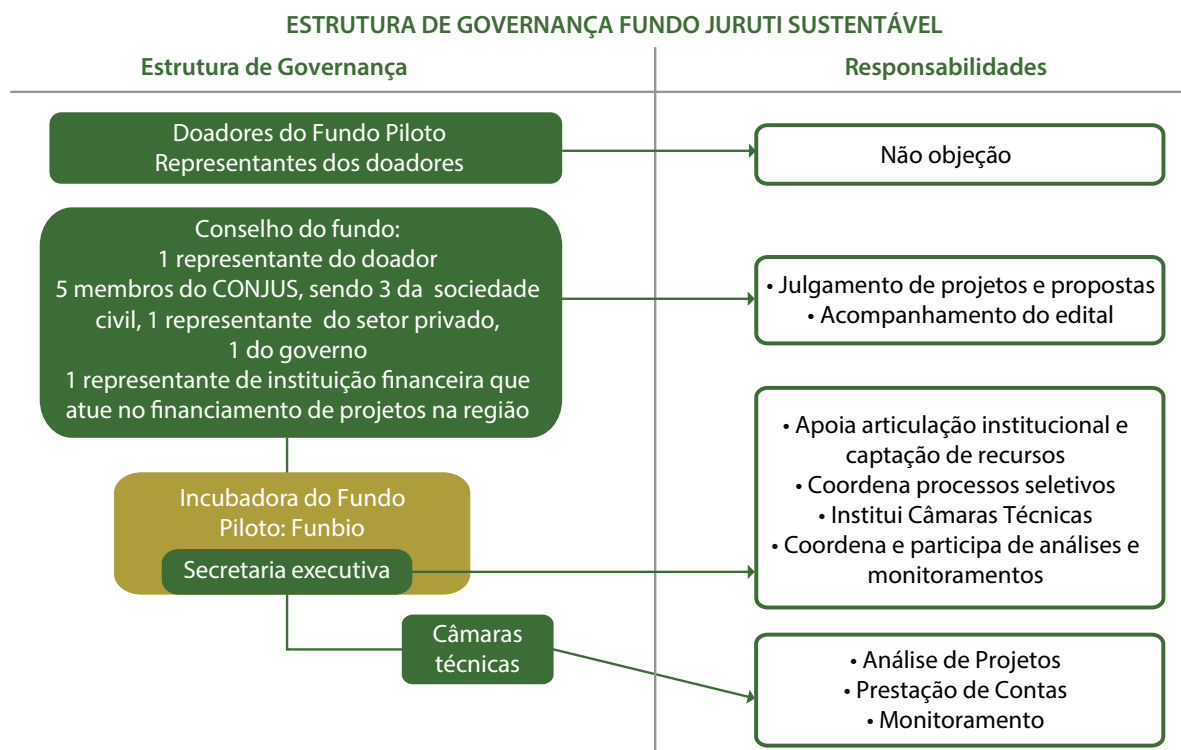 ESTRUTURA DE GOVERNANÇA FUNDO JURUTI SUSTENTÁVEL
Estrutura de Governança
Responsabilidades
Doadores do Fundo Piloto
Representantes dos doadores
Não objeção
Conselho do fundo:
1 representante do doador
5 membros do CONJUS, sendo 3 da sociedade
civil, 1 representante do setor privado,
1 do governo
1 representante de instituição financeira que
atue no financiamento de projetos na região
• Julgamento de projetos e propostas
• Acompanhamento do edital
Incubadora do Fundo
Piloto: Funbio
Secretaria executiva
• Apoia articulação institucional e
captação de recursos
• Coordena processos seletivos
• Institui Câmaras Técnicas
• Coordena e participa de análises e
monitoramentos
Câmaras
técnicas
• Análise de Projetos
• Prestação de Contas
• Monitoramento